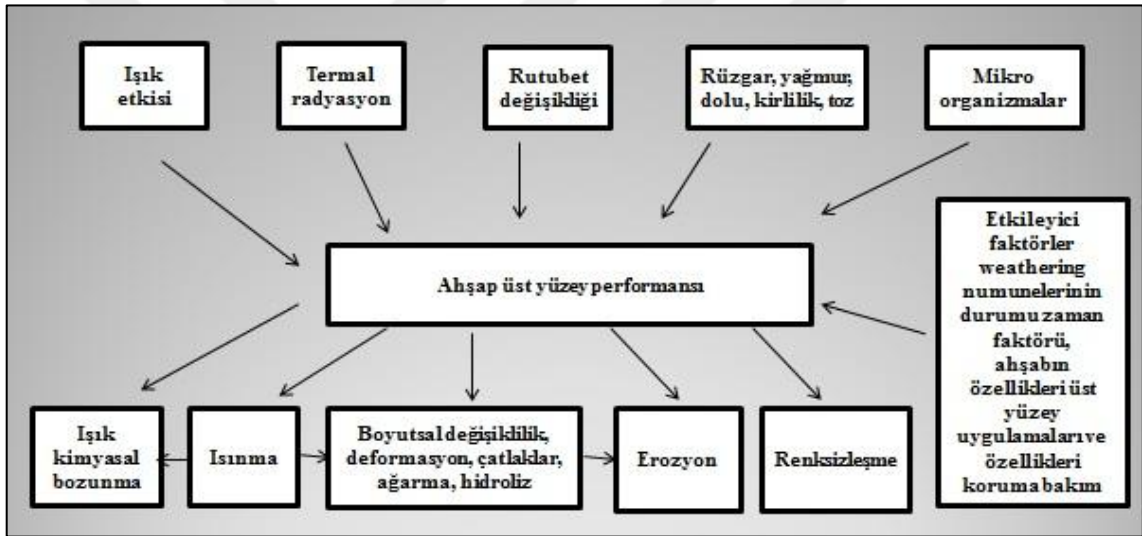 Işık
etkisi
Termal
radyasyon
Rutubet
değişikliği
Rüzgar, yağmur,
dolu, kirlilik, toz
Mikro
organizmalar
Ahşap üst yüzey performansı
Etkileyici
faktörler
weathering
numunelerinin
durumu zaman
faktörü,
ahşabın
özellikleri üst
yüzey
uygulamaları ve
özellikleri
koruma bakım
Işık
kimyasal
bozunma
Isınma
Boyutsal değişiklilik,
deformasyon, çatlaklar,
ağarma, hidroliz
Erozyon
Renksizleşme